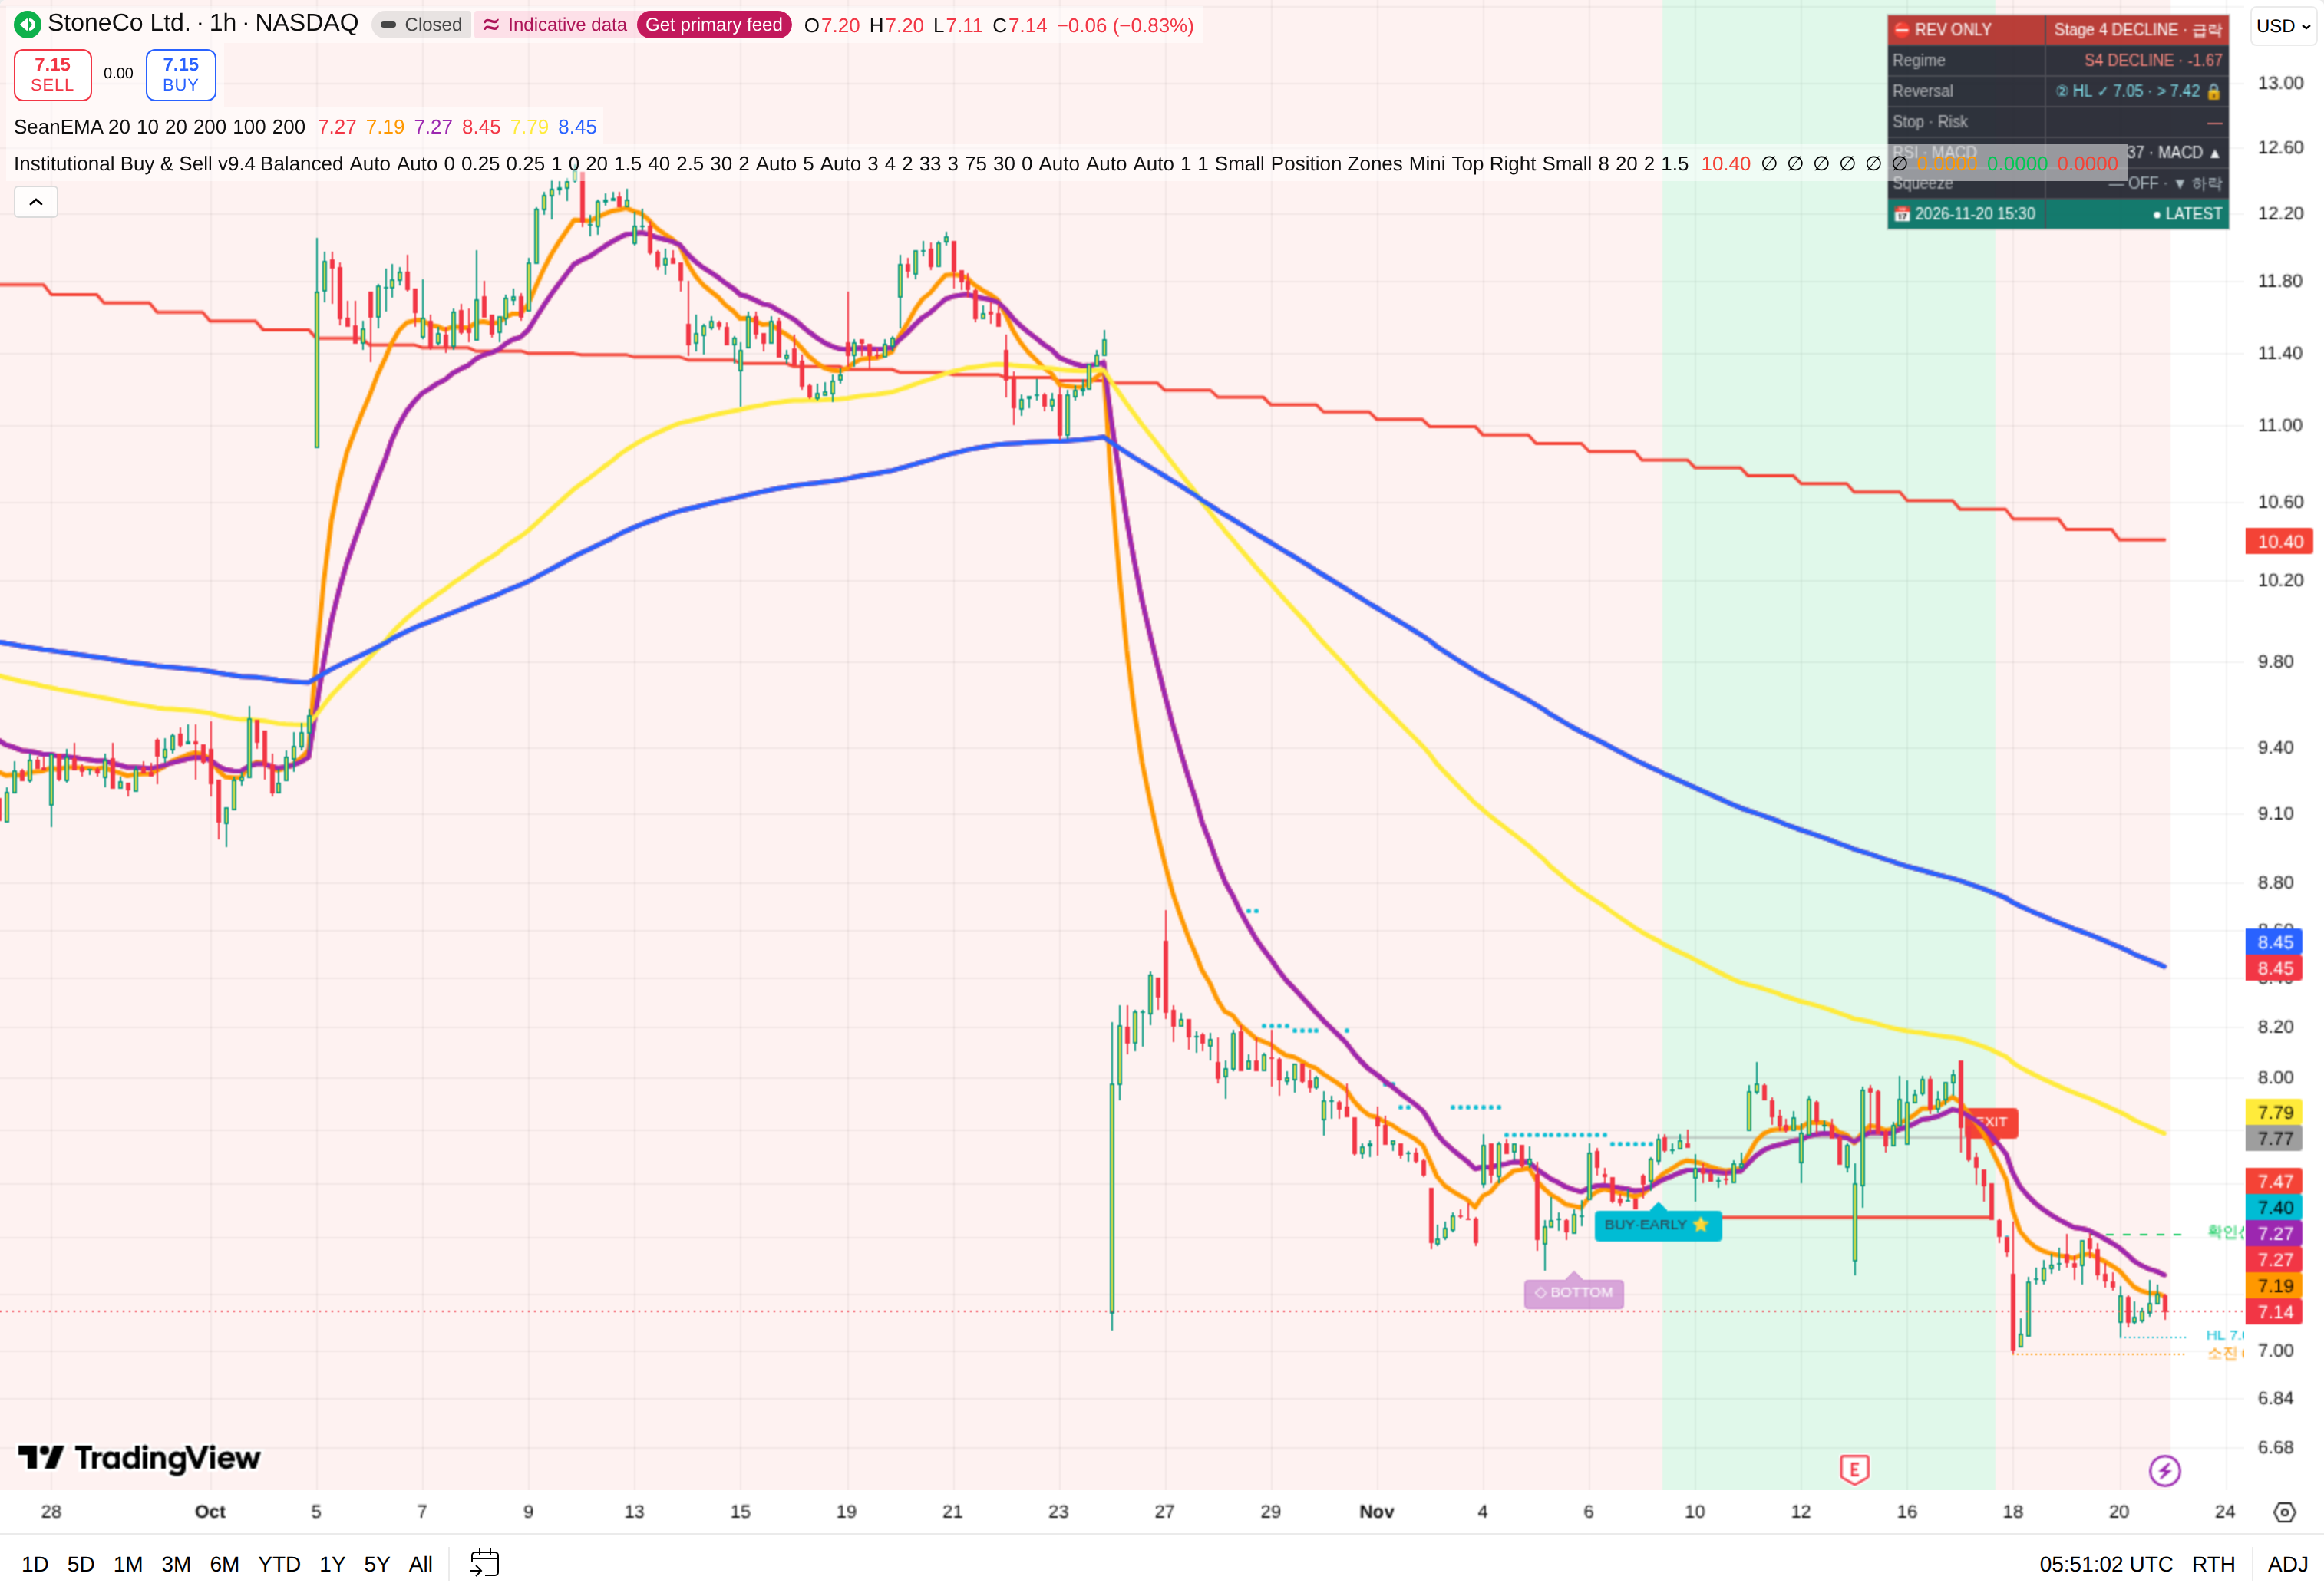 StoneCo Ltd. · 1h · NASDAQ Closed Indicative data Get primary feed O7.20 H7.20 L7.11 C7.14 −0.06 (−0.83%)
7.15 SELL 0.00 7.15 BUY
SeanEMA 20 10 20 200 100 200 7.27 7.19 7.27 8.45 7.79 8.45
Institutional Buy & Sell v9.4 Balanced Auto Auto 0 0.25 0.25 1 0 20 1.5 40 2.5 30 2 Auto 5 Auto 3 4 2 33 3 75 30 0 Auto Auto Auto 1 1 Small Position Zones Mini Top Right Small 8 20 2 1.5 10.40 ∅ ∅ ∅ ∅ ∅ ∅ 0.0000 0.0000 0.0000
⛔ REV ONLY Stage 4 DECLINE · 급락
Regime S4 DECLINE · -1.67
Reversal ② HL ✓ 7.05 · > 7.42 🔒
Stop · Risk —
RSI · MACD 37 · MACD ▲
Squeeze — OFF · ▼ 하락
📅 2026-11-20 15:30 ● LATEST
USD
13.00
12.60
12.20
11.80
11.40
11.00
10.60
10.40
10.20
9.80
9.40
9.10
8.80
8.45
8.45
8.20
8.00
7.79
7.77
7.47
7.40
7.27
7.27
7.19
7.14
7.00
6.84
6.68
EXIT
BUY-EARLY ⭐
◇ BOTTOM
HL
소진
E
TradingView
28 Oct 5 7 9 13 15 19 21 23 27 29 Nov 4 6 10 12 16 18 20 24
1D 5D 1M 3M 6M YTD 1Y 5Y All 05:51:02 UTC RTH ADJ